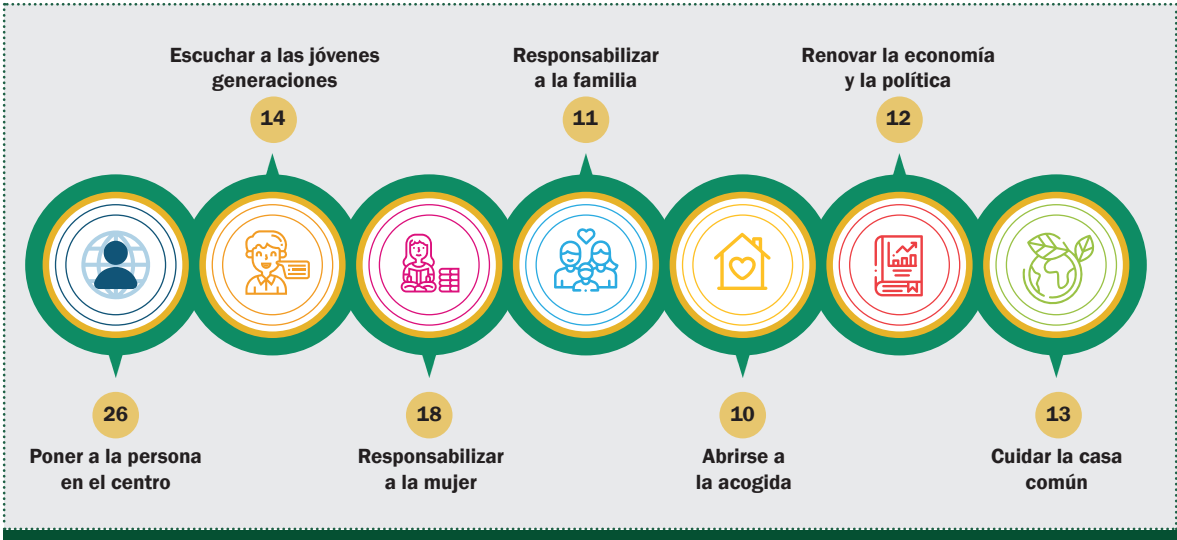 Escuchar a las jóvenes
generaciones
14
Responsabilizar
a la familia
11
Renovar la economía
y la política
12
26
Poner a la persona
en el centro
18
Responsabilizar
a la mujer
10
Abrirse a
la acogida
13
Cuidar la casa
común